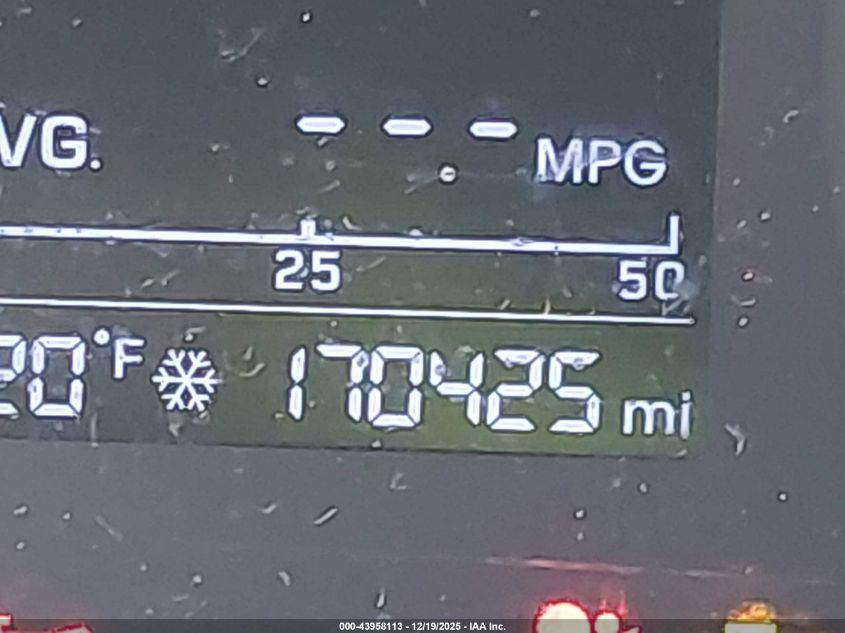 VG. - - - MPG
25 50
20°F 170425 mi
000-43958113 - 12/19/2025 - IAA Inc.